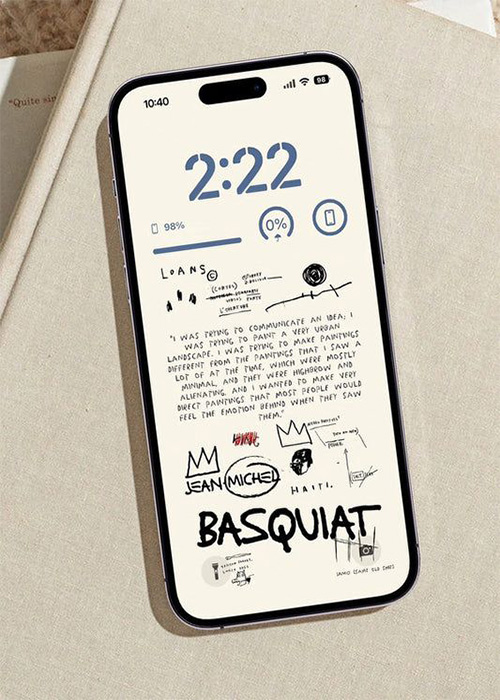 "Quite sim
10:40
98
2:22
98%
0%
LOANS©
"I WAS TRYING TO COMMUNICATE AN IDEA; I
WAS TRYING TO PAINT A VERY URBAN
LANDSCAPE. I WAS TRYING TO MAKE PAINTINGS
DIFFERENT FROM THE PAINTINGS THAT I SAW A
LOT OF AT THE TIME, WHICH WERE MOSTLY
MINIMAL, AND THEY WERE HIGHBROW AND
ALIENATING, AND I WANTED TO MAKE VERY
DIRECT PAINTINGS THAT MOST PEOPLE WOULD
FEEL THE EMOTION BEHIND WHEN THEY SAW
THEM."
JEAN MICHEL
HAITI.
BASQUIAT